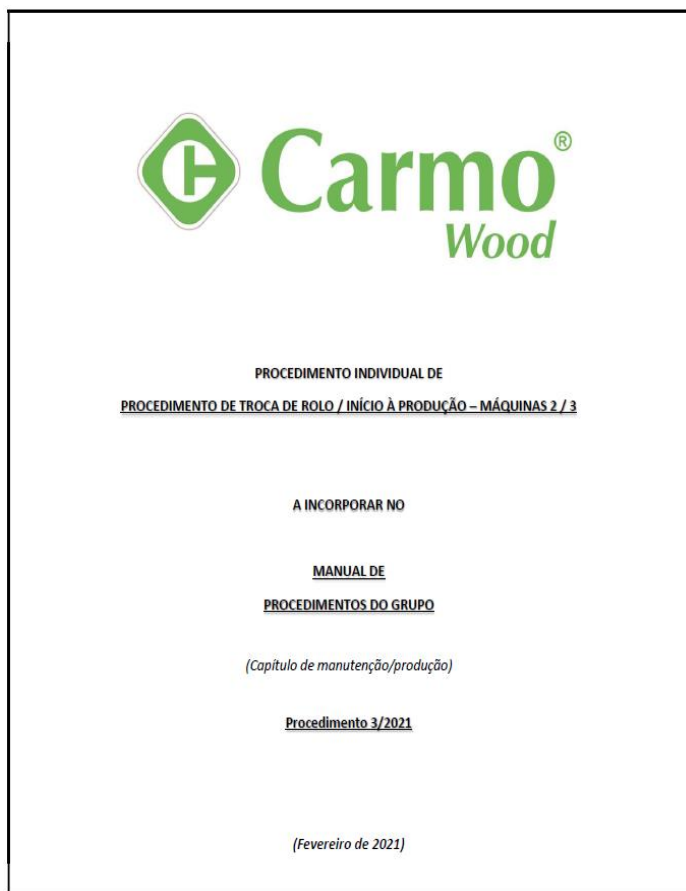 Carmo®
Wood
PROCEDIMENTO INDIVIDUAL DE
PROCEDIMENTO DE TROCA DE ROLO / INÍCIO À PRODUÇÃO – MÁQUINAS 2 / 3
A INCORPORAR NO
MANUAL DE
PROCEDIMENTOS DO GRUPO
(Capítulo de manutenção/produção)
Procedimento 3/2021
(Fevereiro de 2021)